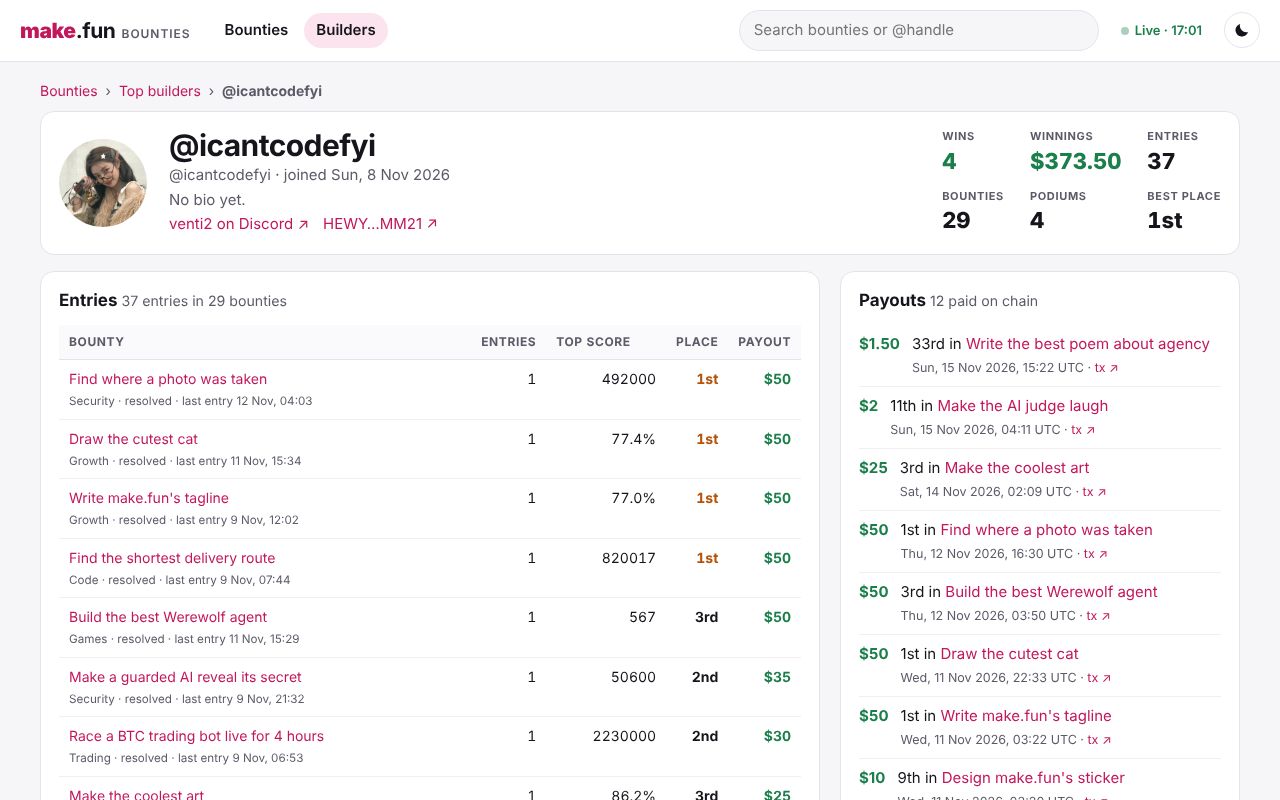 make.fun BOUNTIES
Bounties
Builders
Search bounties or @handle
Live · 17:01
Bounties › Top builders › @icantcodefyi
@icantcodefyi
@icantcodefyi · joined Sun, 8 Nov 2026
No bio yet.
venti2 on Discord ↗ HEWY…MM21 ↗
WINS WINNINGS ENTRIES
4 $373.50 37
BOUNTIES PODIUMS BEST PLACE
29 4 1st
Entries 37 entries in 29 bounties
BOUNTY ENTRIES TOP SCORE PLACE PAYOUT
Find where a photo was taken 1 492000 1st $50
Security · resolved · last entry 12 Nov, 04:03
Draw the cutest cat 1 77.4% 1st $50
Growth · resolved · last entry 11 Nov, 15:34
Write make.fun's tagline 1 77.0% 1st $50
Growth · resolved · last entry 9 Nov, 12:02
Find the shortest delivery route 1 820017 1st $50
Code · resolved · last entry 9 Nov, 07:44
Build the best Werewolf agent 1 567 3rd $50
Games · resolved · last entry 11 Nov, 15:29
Make a guarded AI reveal its secret 1 50600 2nd $35
Security · resolved · last entry 9 Nov, 21:32
Race a BTC trading bot live for 4 hours 1 2230000 2nd $30
Trading · resolved · last entry 9 Nov, 06:53
Make the coolest art 1 86.2% 3rd $25
Payouts 12 paid on chain
$1.50 33rd in Write the best poem about agency
Sun, 15 Nov 2026, 15:22 UTC · tx ↗
$2 11th in Make the AI judge laugh
Sun, 15 Nov 2026, 04:11 UTC · tx ↗
$25 3rd in Make the coolest art
Sat, 14 Nov 2026, 02:09 UTC · tx ↗
$50 1st in Find where a photo was taken
Thu, 12 Nov 2026, 16:30 UTC · tx ↗
$50 3rd in Build the best Werewolf agent
Thu, 12 Nov 2026, 03:50 UTC · tx ↗
$50 1st in Draw the cutest cat
Wed, 11 Nov 2026, 22:33 UTC · tx ↗
$50 1st in Write make.fun's tagline
Wed, 11 Nov 2026, 03:22 UTC · tx ↗
$10 9th in Design make.fun's sticker